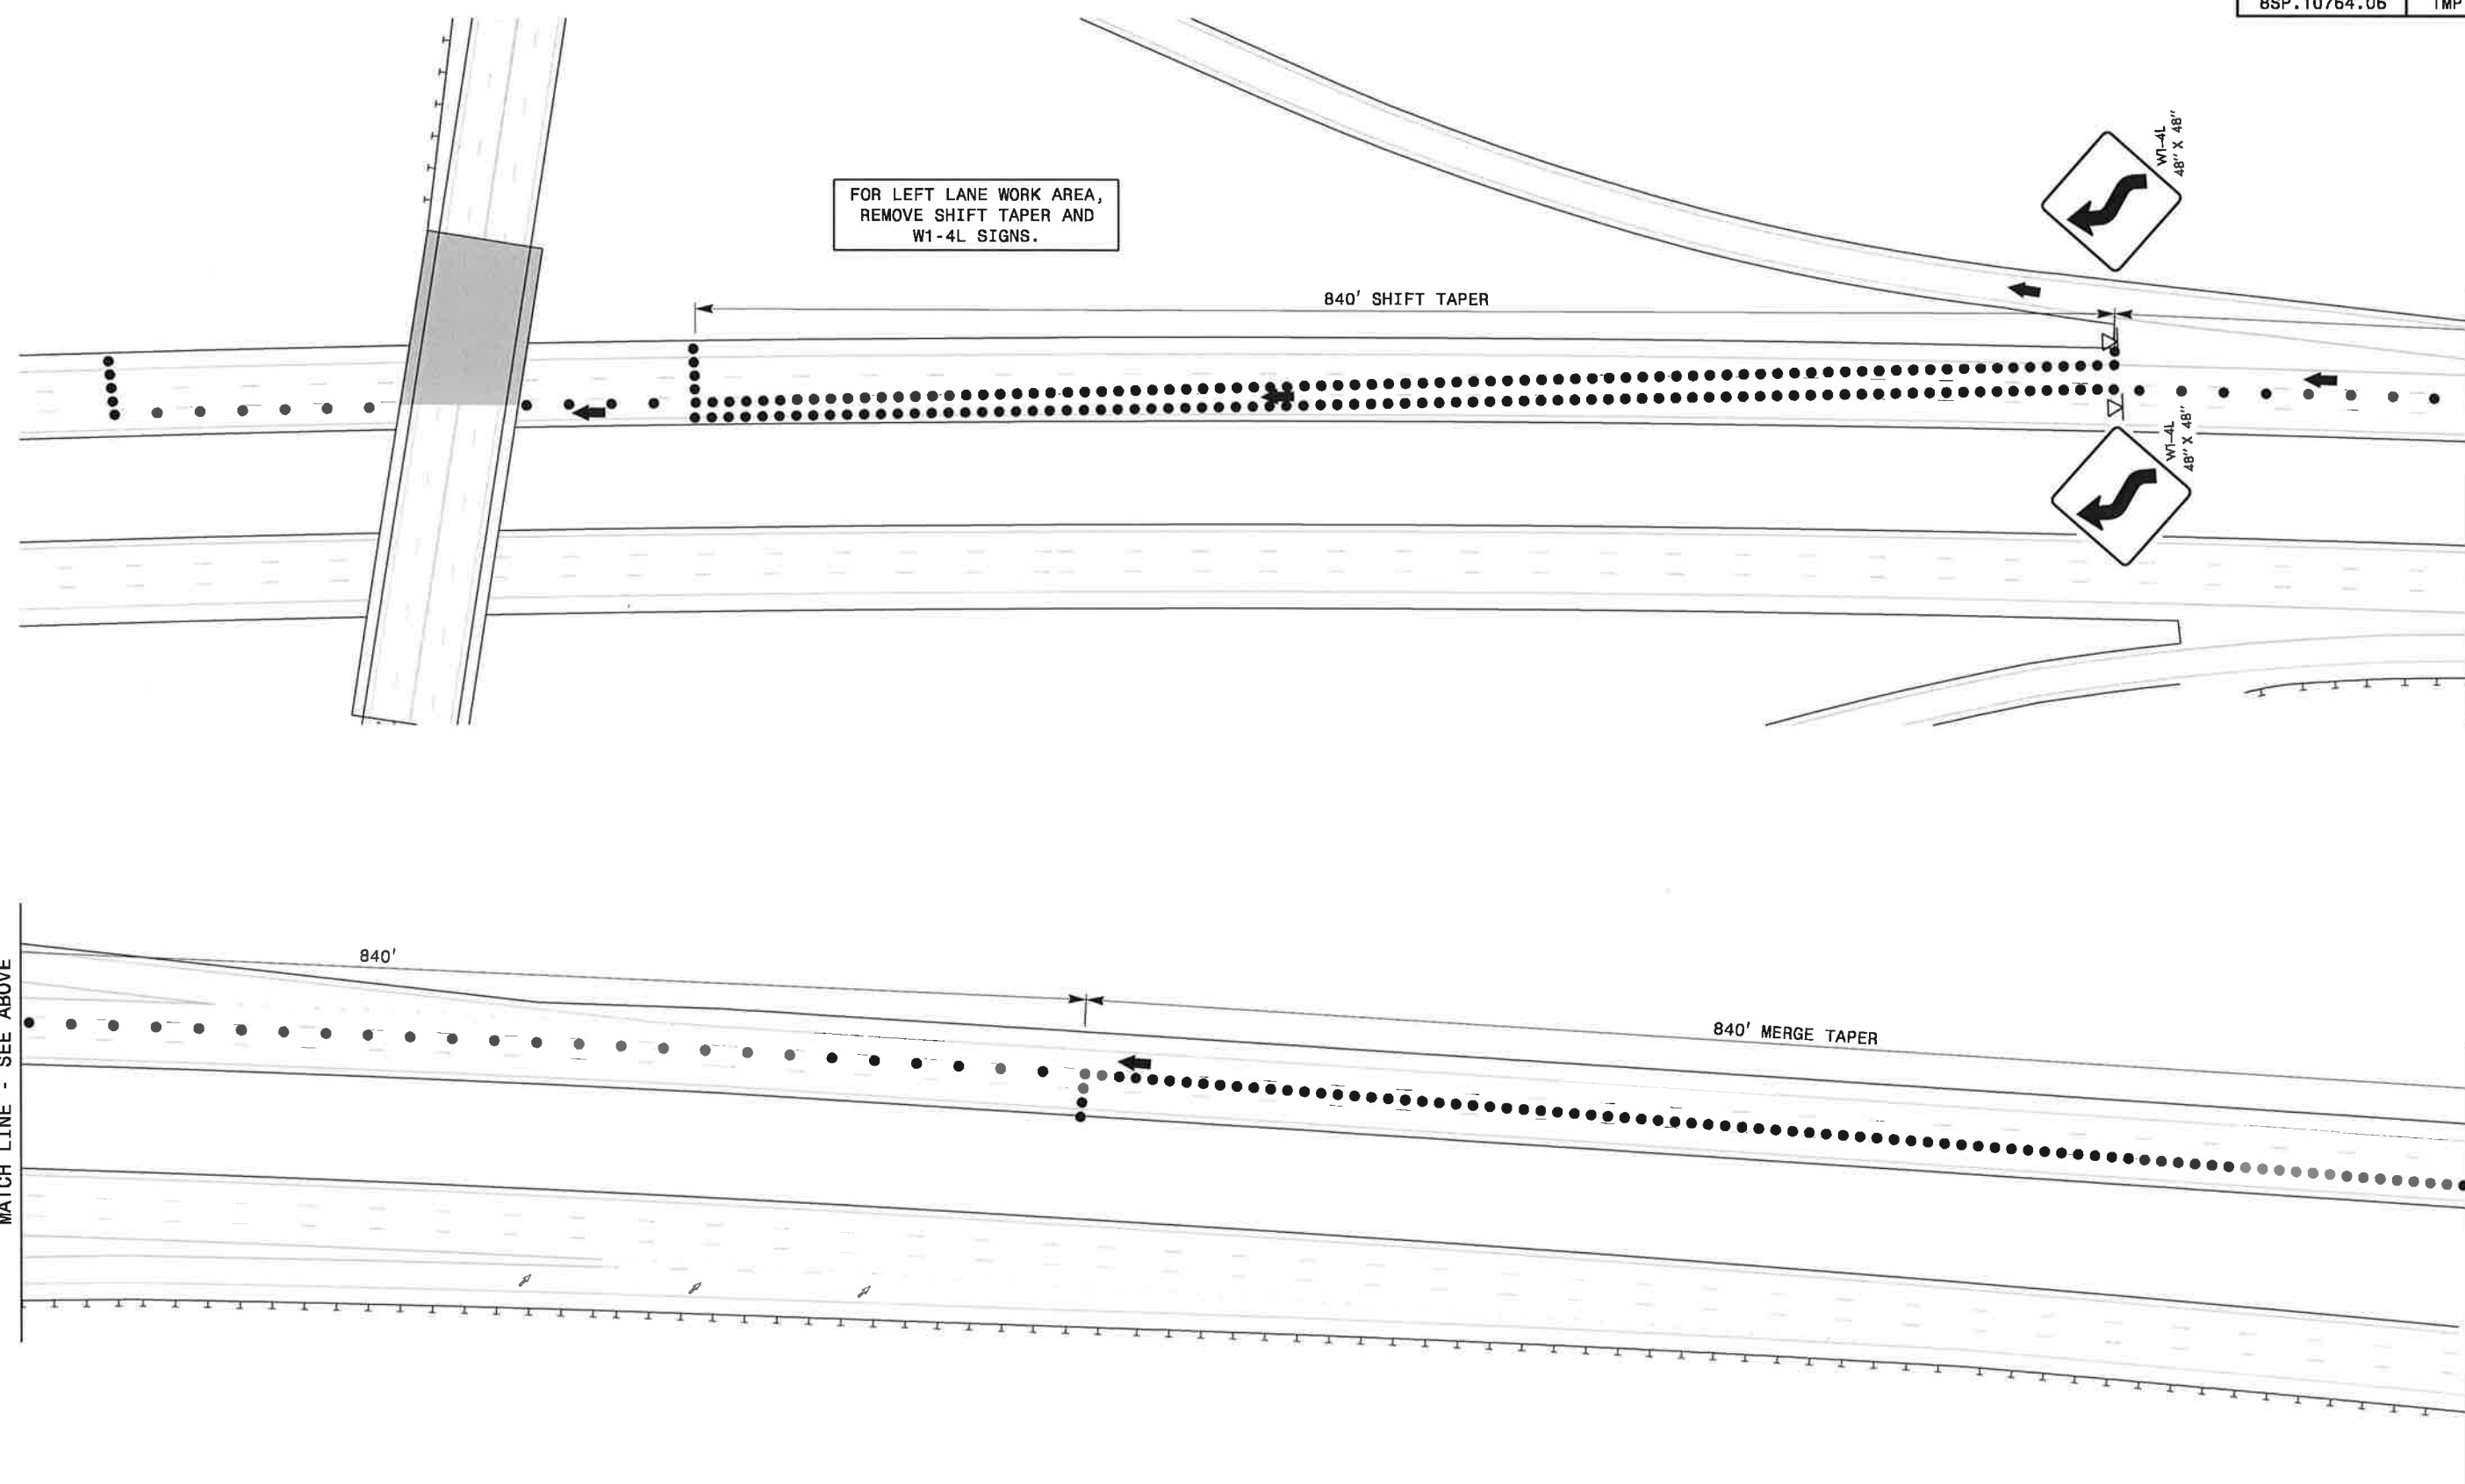 8SP.10764.06
TMP
W1-4L
48" X 48"
FOR LEFT LANE WORK AREA,
REMOVE SHIFT TAPER AND
W1-4L SIGNS.
840' SHIFT TAPER
W1-4L
48" X 48"
840'
840' MERGE TAPER
MATCH LINE - SEE ABOVE